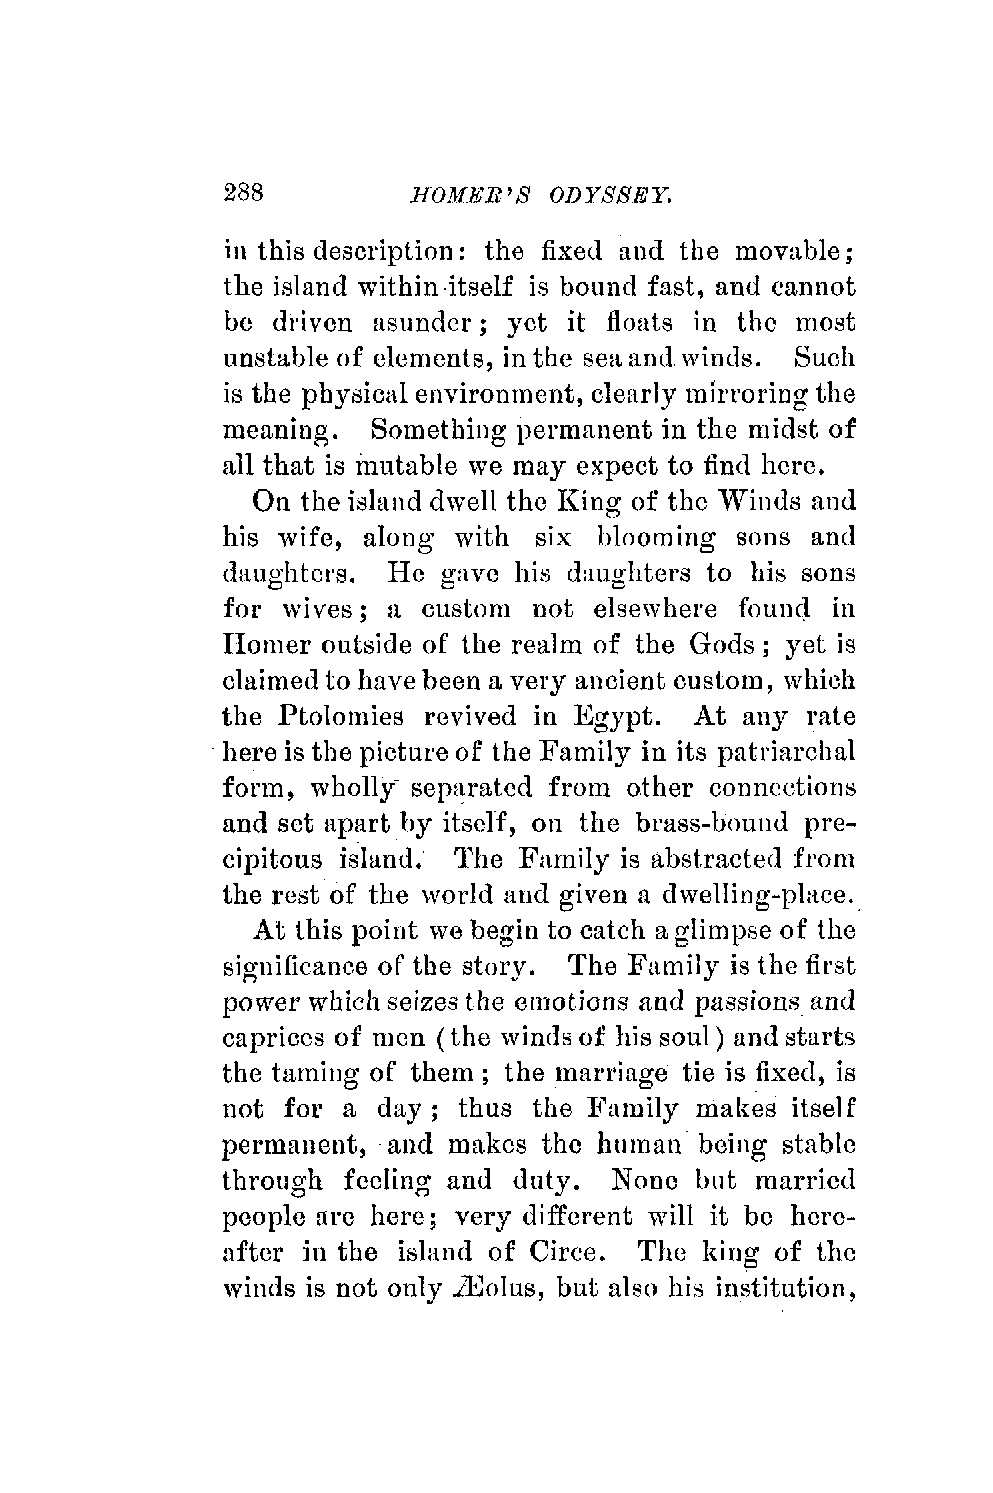 288 HOMER'S ODYSSEY.
in this description: the fixed and the movable;
the island within itself is bound fast, and cannot
be driven asunder; yet it floats in the most
unstable of elements, in the sea and winds. Such
is the physical environment, clearly mirroring the
meaning. Something permanent in the midst of
all that is mutable we may expect to find here.
On the island dwell the King of the Winds and
his wife, along with six blooming sons and
daughters. He gave his daughters to his sons
for wives; a custom not elsewhere found in
Homer outside of the realm of the Gods; yet is
claimed to have been a very ancient custom, which
the Ptolomies revived in Egypt. At any rate
here is the picture of the Family in its patriarchal
form, wholly separated from other connections
and set apart by itself, on the brass-bound pre-
cipitous island. The Family is abstracted from
the rest of the world and given a dwelling-place.
At this point we begin to catch a glimpse of the
significance of the story. The Family is the first
power which seizes the emotions and passions and
caprices of men (the winds of his soul) and starts
the taming of them; the marriage tie is fixed, is
not for a day; thus the Family makes itself
permanent, and makes the human being stable
through feeling and duty. None but married
people are here; very different will it be here-
after in the island of Circe. The king of the
winds is not only Æolus, but also his institution,